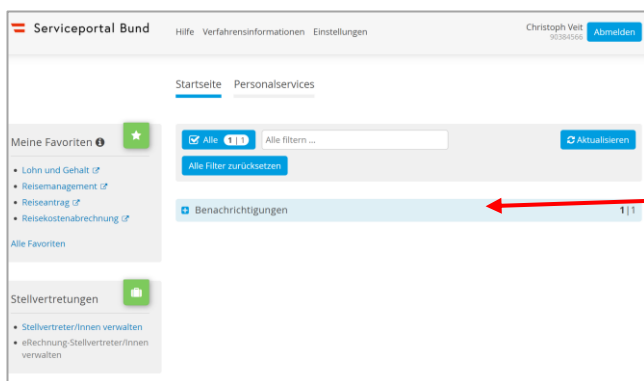 Serviceportal Bund
Hilfe Verfahrensinformationen Einstellungen
Christoph Veit
90384566
Abmelden
Startseite Personalservices
Meine Favoriten
Lohn und Gehalt
Reisemanagement
Reiseantrag
Reisekostenabrechnung
Alle Favoriten
Alle 1|1
Alle filtern ...
Aktualisieren
Alle Filter zurücksetzen
Benachrichtigungen 1|1
Stellvertretungen
Stellvertreter/Innen verwalten
eRechnung-Stellvertreter/Innen
verwalten